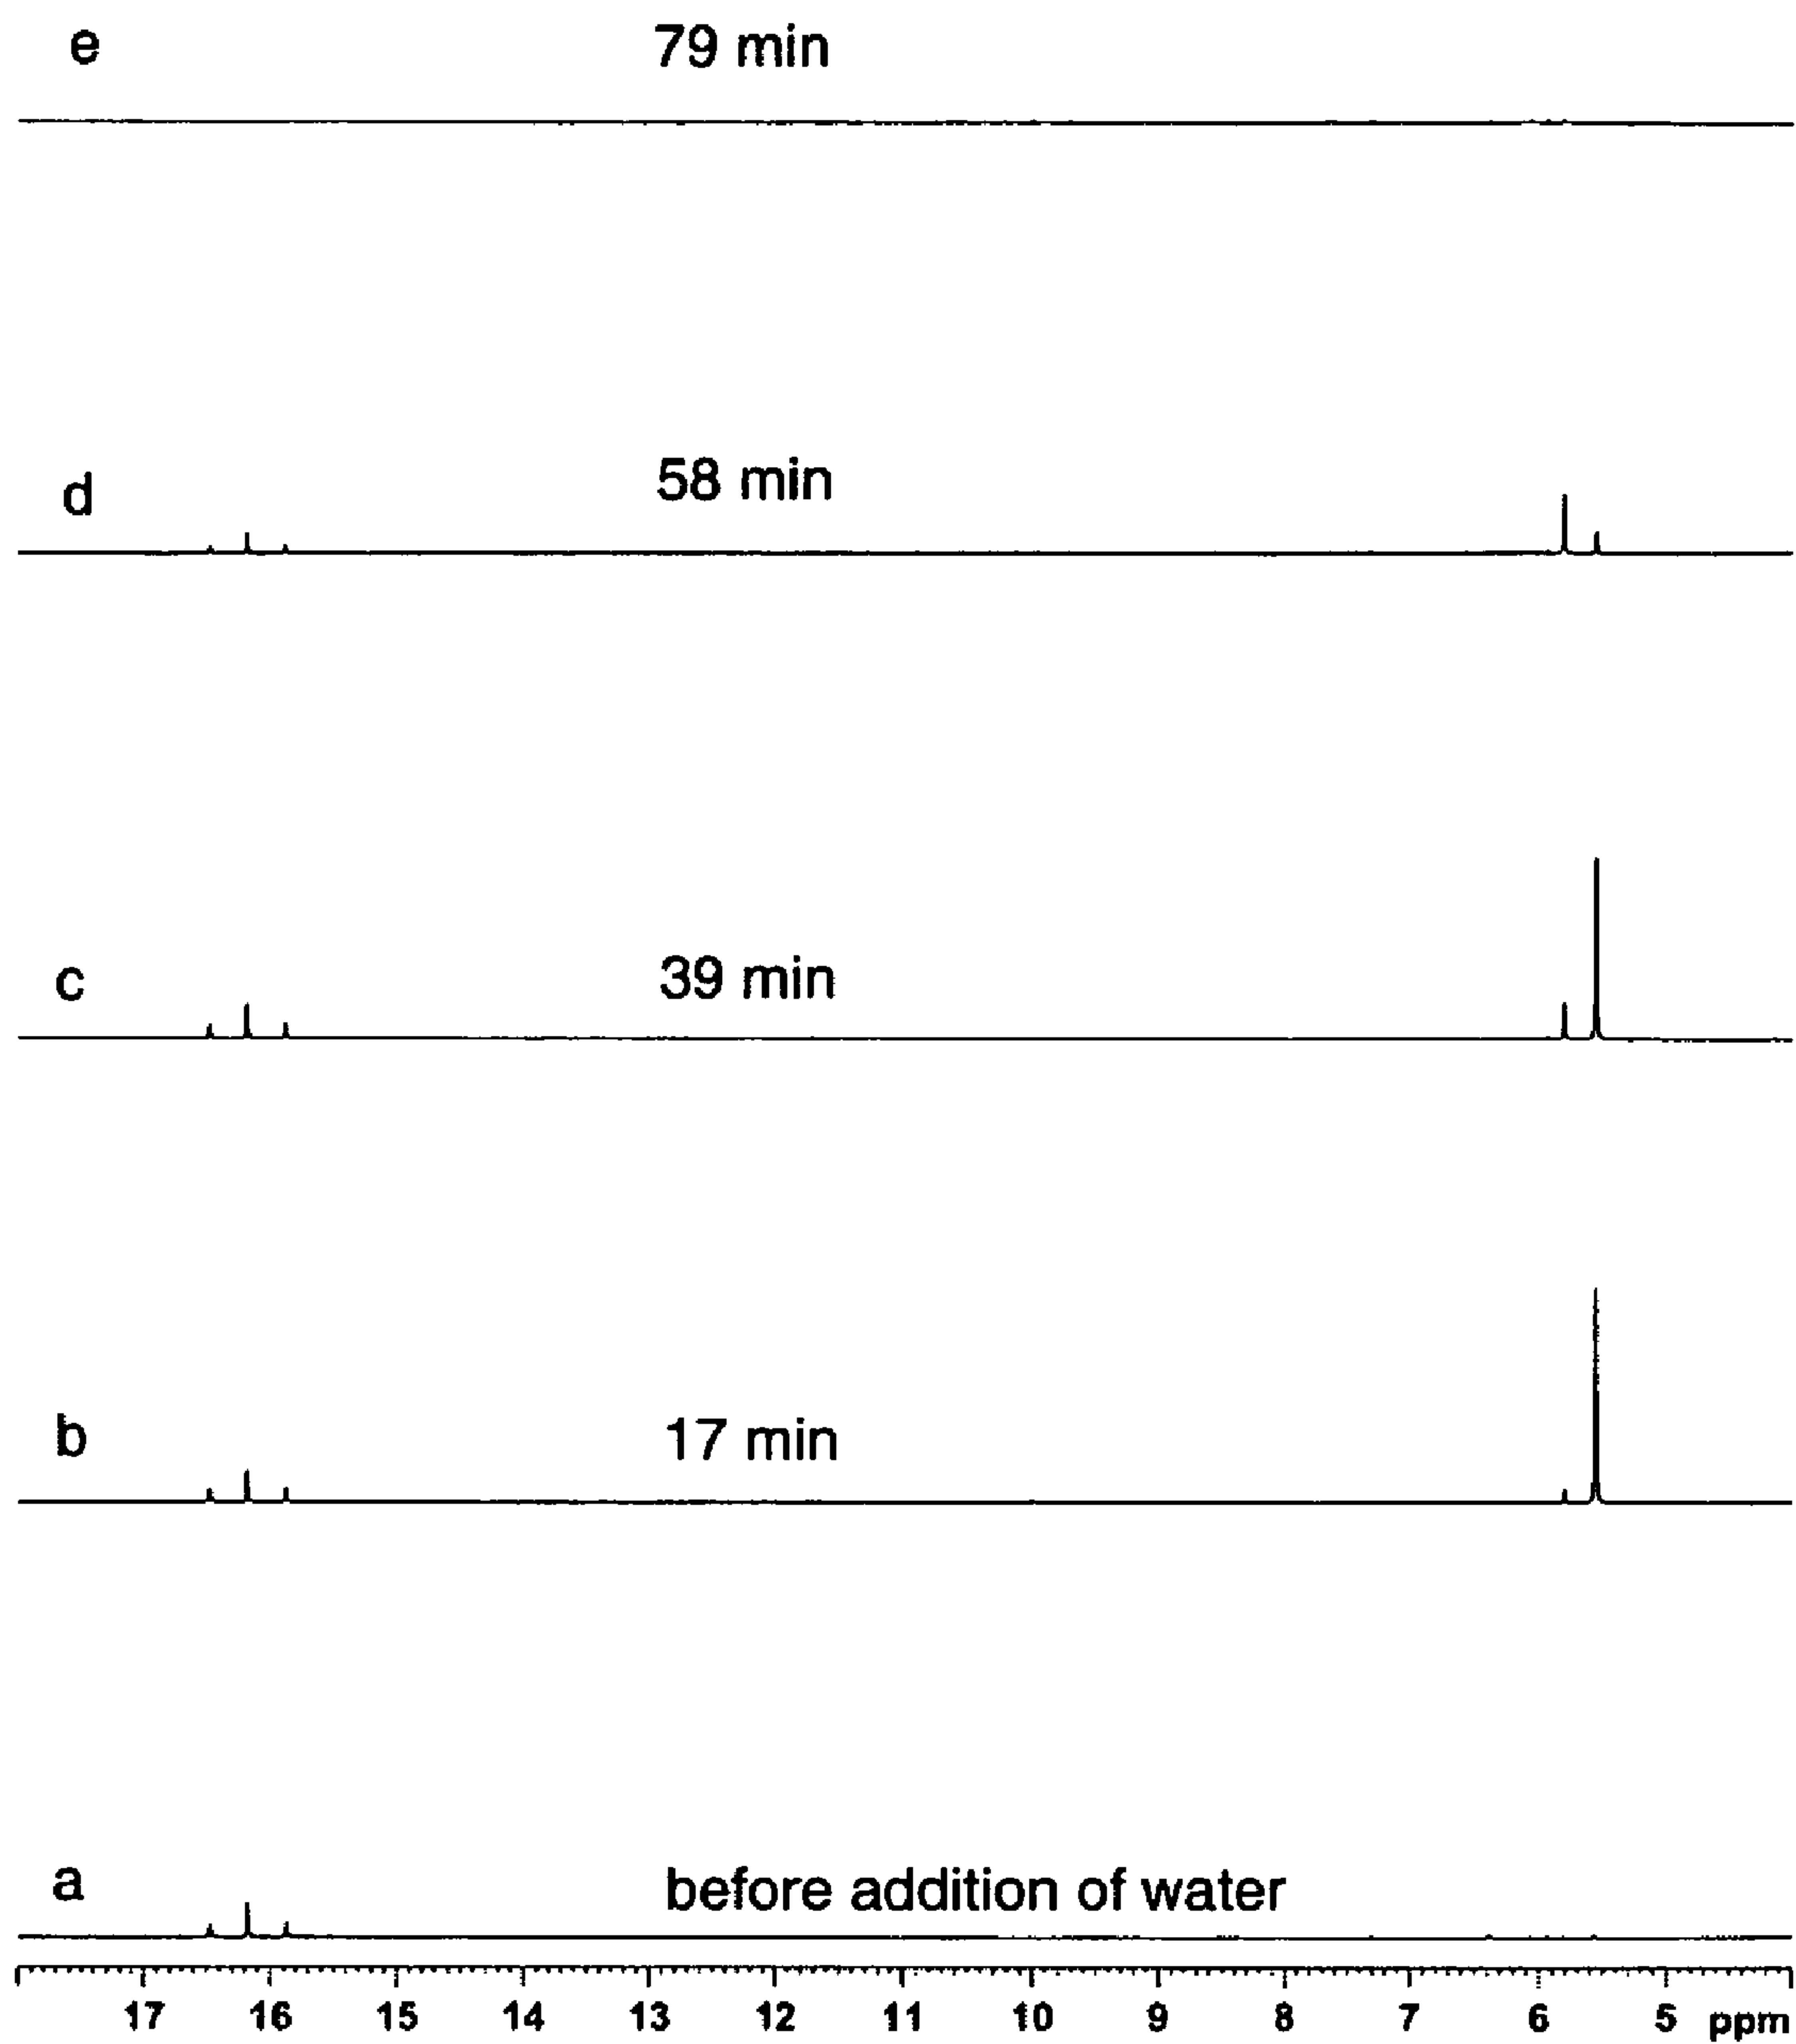 e 79 min
d 58 min
c 39 min
b 17 min
a before addition of water
17 16 15 14 13 12 11 10 9 8 7 6 5 ppm